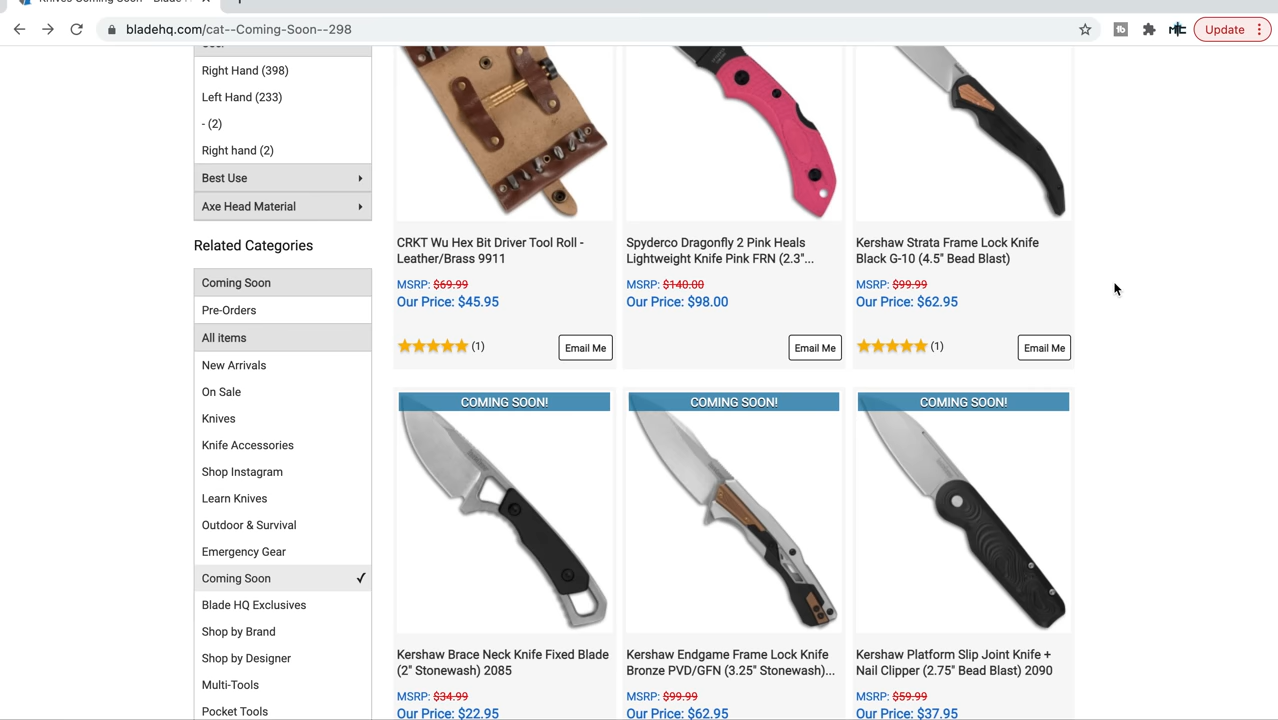 bladehq.com/cat--Coming-Soon--298
Update
Right Hand (398)
Left Hand (233)
- (2)
Right hand (2)
Best Use
Axe Head Material
Related Categories
Coming Soon
Pre-Orders
All items
New Arrivals
On Sale
Knives
Knife Accessories
Shop Instagram
Learn Knives
Outdoor & Survival
Emergency Gear
Coming Soon
Blade HQ Exclusives
Shop by Brand
Shop by Designer
Multi-Tools
Pocket Tools
CRKT Wu Hex Bit Driver Tool Roll -
Leather/Brass 9911
MSRP: $69.99
Our Price: $45.95
(1)
Email Me
Spyderco Dragonfly 2 Pink Heals
Lightweight Knife Pink FRN (2.3"...
MSRP: $140.00
Our Price: $98.00
Email Me
Kershaw Strata Frame Lock Knife
Black G-10 (4.5" Bead Blast)
MSRP: $99.99
Our Price: $62.95
(1)
Email Me
COMING SOON!
Kershaw Brace Neck Knife Fixed Blade
(2" Stonewash) 2085
MSRP: $34.99
Our Price: $22.95
COMING SOON!
Kershaw Endgame Frame Lock Knife
Bronze PVD/GFN (3.25" Stonewash)...
MSRP: $99.99
Our Price: $62.95
COMING SOON!
Kershaw Platform Slip Joint Knife +
Nail Clipper (2.75" Bead Blast) 2090
MSRP: $59.99
Our Price: $37.95